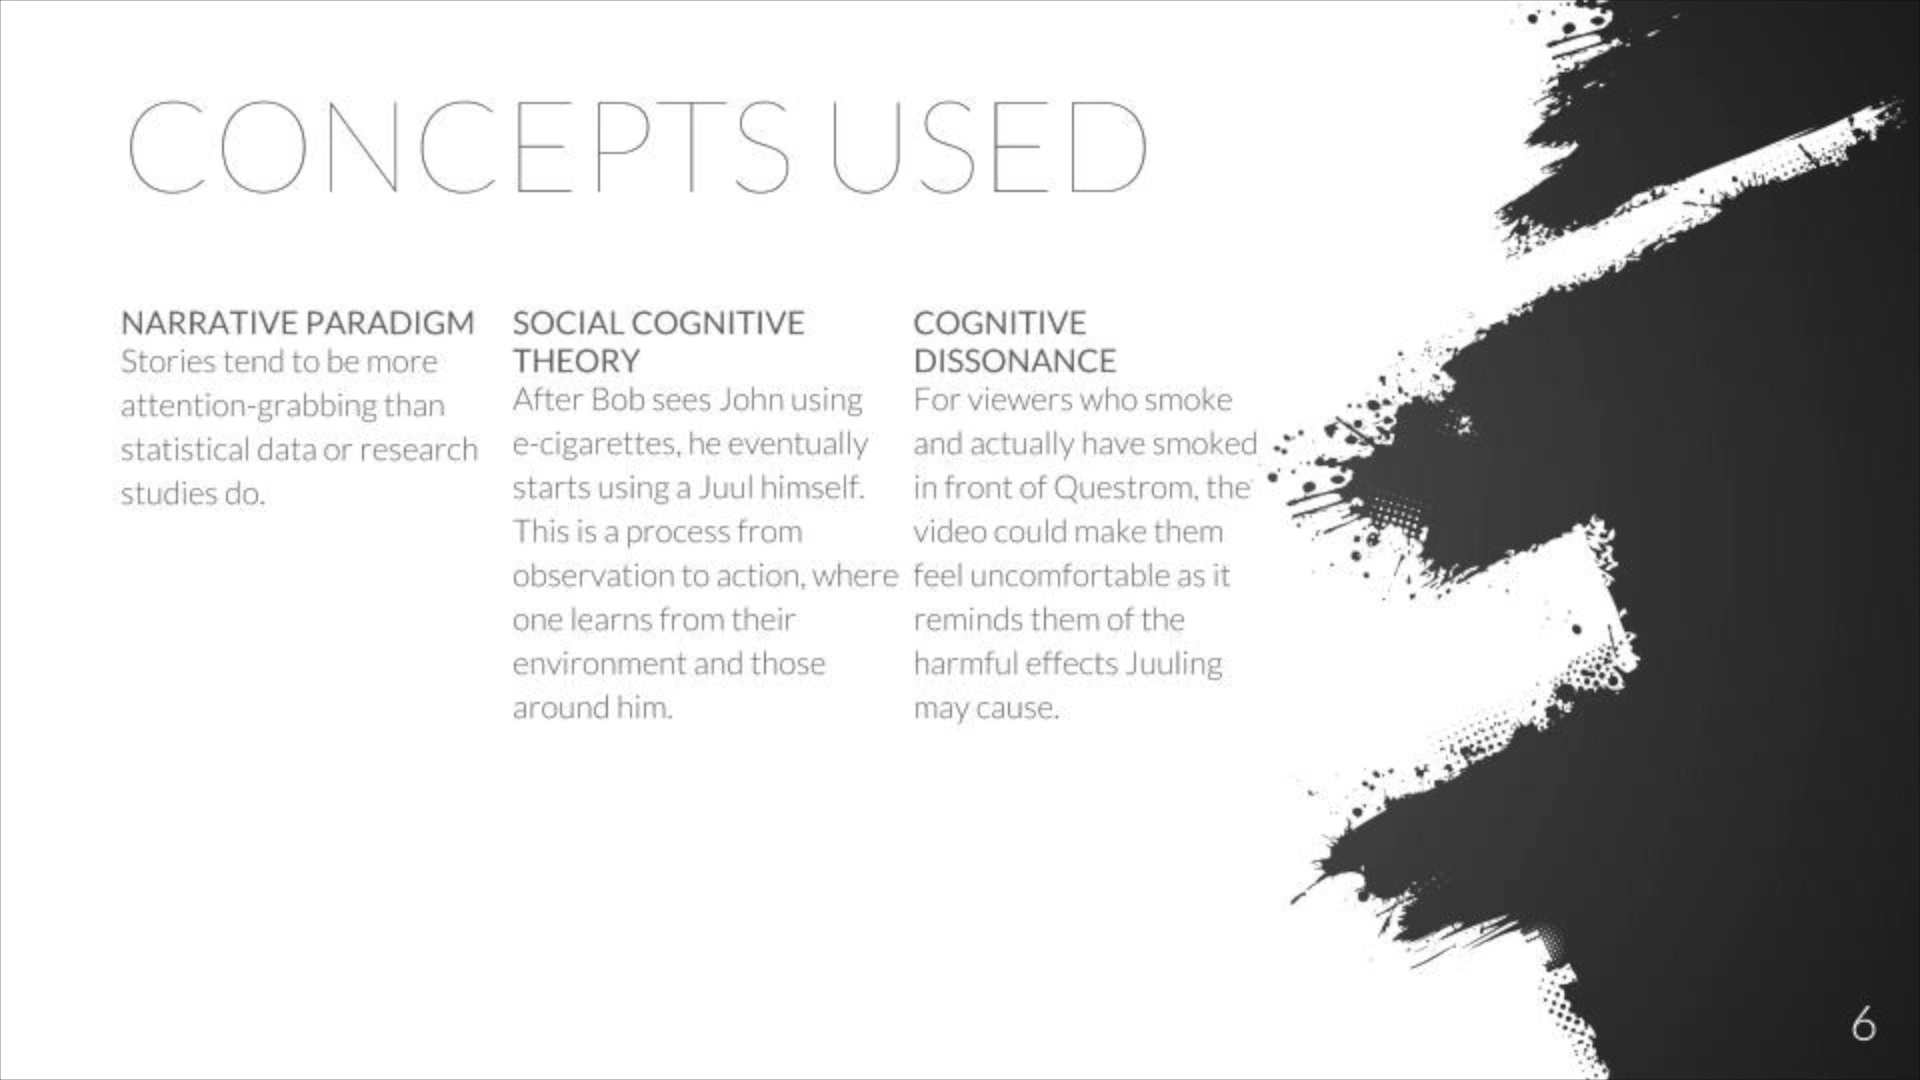 CONCEPTS USED
NARRATIVE PARADIGM
Stories tend to be more
attention-grabbing than
statistical data or research
studies do.
SOCIAL COGNITIVE
THEORY
After Bob sees John using
e-cigarettes, he eventually
starts using a Juul himself.
This is a process from
observation to action, where
one learns from their
environment and those
around him.
COGNITIVE
DISSONANCE
For viewers who smoke
and actually have smoked
in front of Questrom, the
video could make them
feel uncomfortable as it
reminds them of the
harmful effects Juuling
may cause.
6